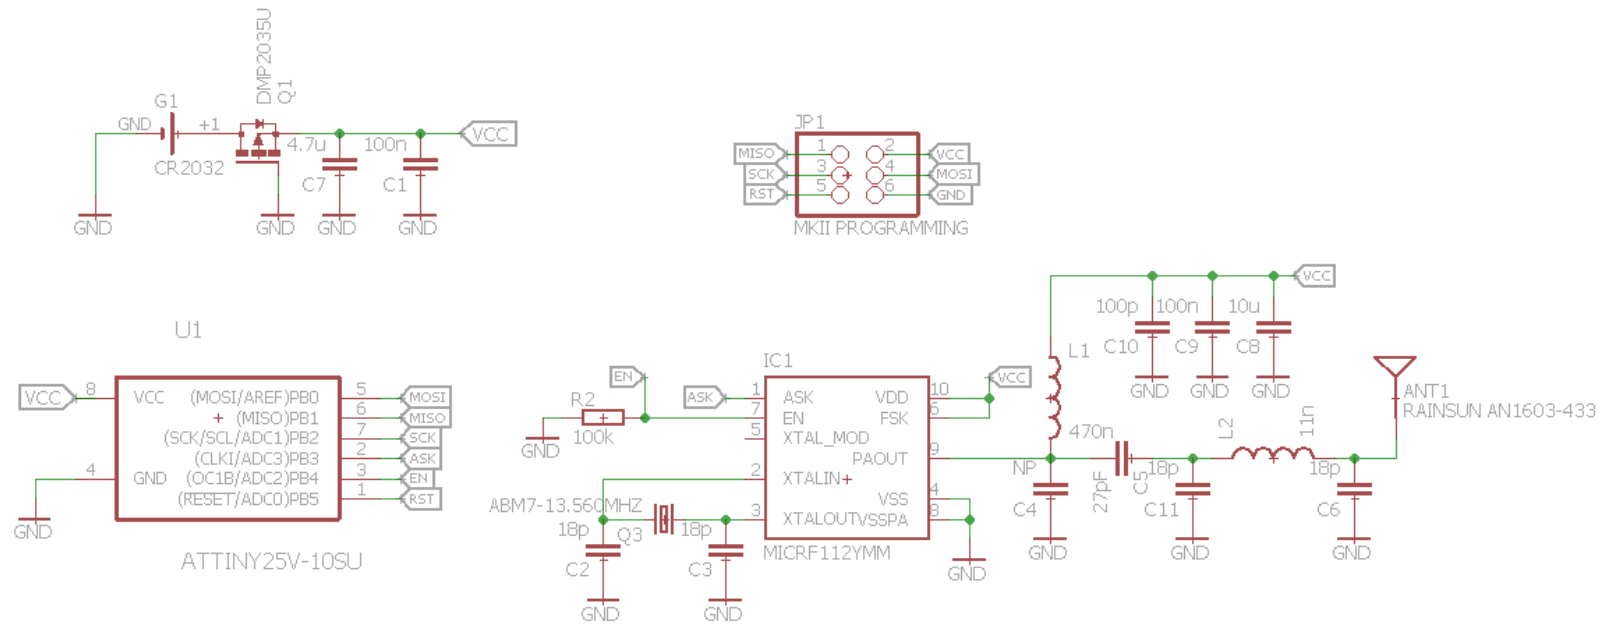 DMP2035U
Q1
G1
GND
+1
CR2032
4.7u
100n
VCC
C7
C1
GND
GND
GND
GND
JP1
MISO
1
2
VCC
SCK
3
4
MOSI
RST
5
6
GND
MKII PROGRAMMING
U1
VCC
8
VCC
(MOSI/AREF)PB0
5
MOSI
(MISO)PB1
6
MISO
(SCK/SCL/ADC1)PB2
7
SCK
(CLKI/ADC3)PB3
2
ASK
4
GND
(OC1B/ADC2)PB4
3
EN
(RESET/ADC0)PB5
1
RST
GND
ATTINY25V-10SU
IC1
EN
R2
100k
GND
ASK
1
ASK
VDD
10
VCC
7
EN
FSK
6
5
XTAL_MOD
PAOUT
9
2
XTALIN+
VSS
4
3
XTALOUT
VSSPA
8
MICRF112YMM
GND
ABM7-13.560MHZ
18p
Q3
18p
C2
C3
GND
GND
VCC
100p
100n
10u
C10
C9
C8
GND
GND
GND
L1
470n
NP
C4
GND
27pF
C5
18p
C11
GND
L2
11n
18p
C6
GND
ANT1
RAINSUN AN1603-433